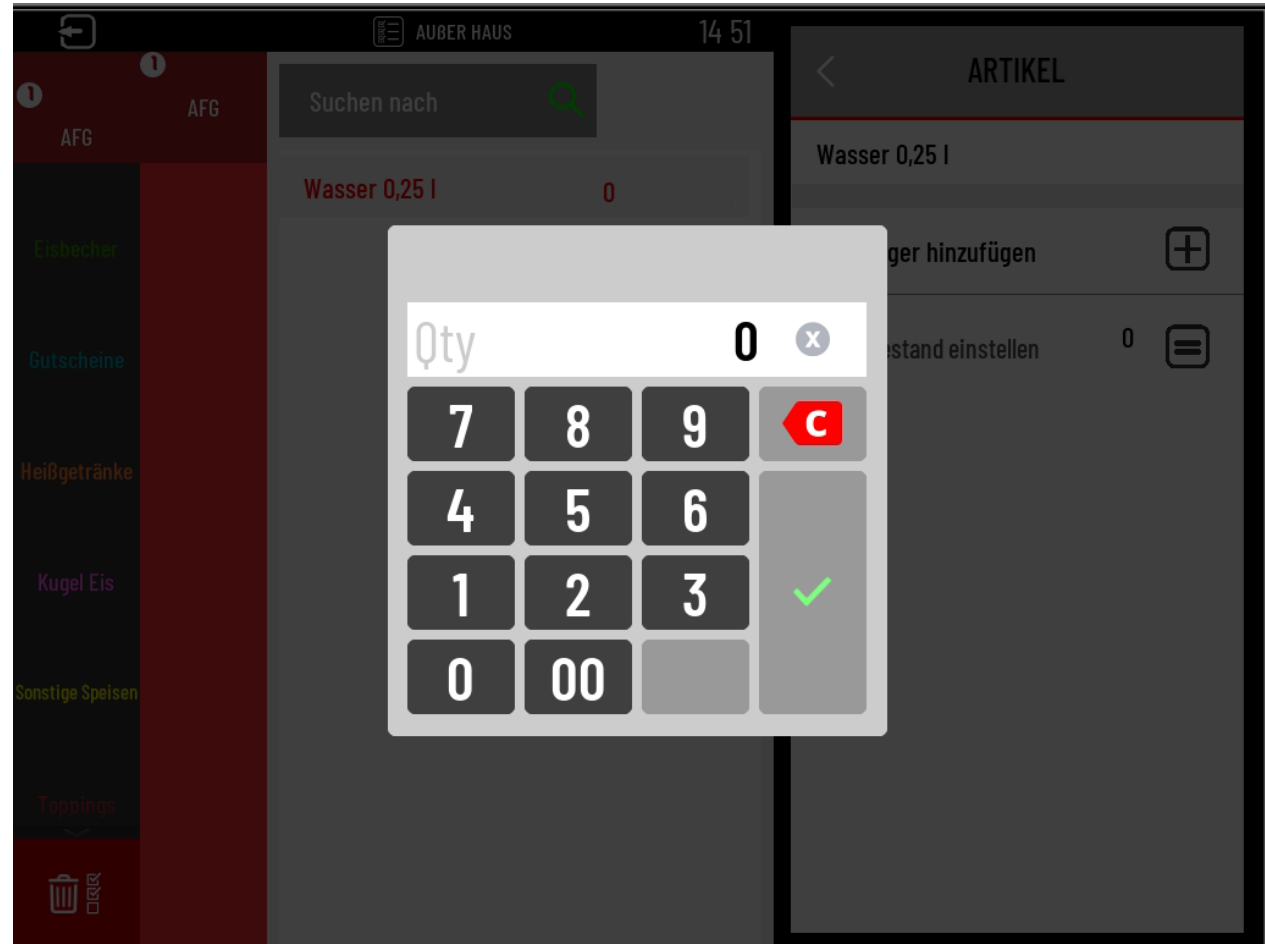 AUßER HAUS
14 51
1
AFG
1
AFG
Suchen nach
Wasser 0,25 l 0
Eisbecher
Gutscheine
Heißgetränke
Kugel Eis
Sonstige Speisen
Toppings
ARTIKEL
Wasser 0,25 l
ger hinzufügen
estand einstellen 0
Qty 0 X
7 8 9 C
4 5 6
1 2 3
0 00